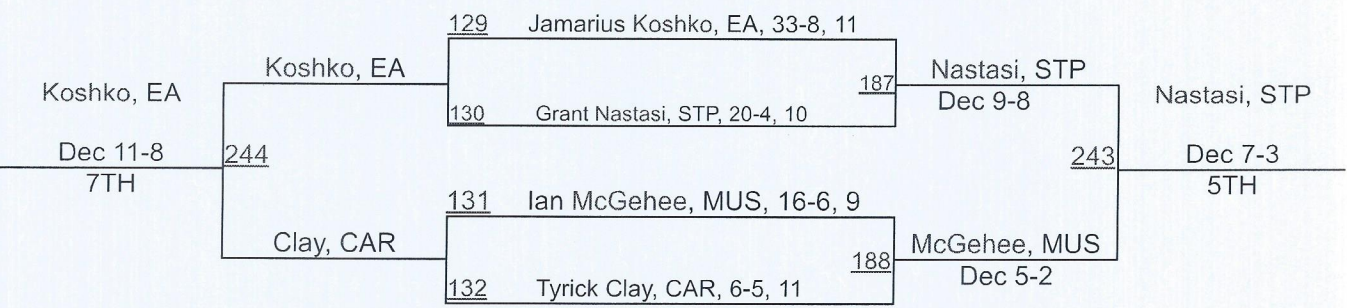 129 Jamarius Koshko, EA, 33-8, 11
Koshko, EA
Koshko, EA
187
Nastasi, STP
Dec 9-8
Nastasi, STP
130 Grant Nastasi, STP, 20-4, 10
Dec 11-8
7TH
244
243
Dec 7-3
5TH
131 Ian McGehee, MUS, 16-6, 9
Clay, CAR
188
McGehee, MUS
Dec 5-2
132 Tyrick Clay, CAR, 6-5, 11